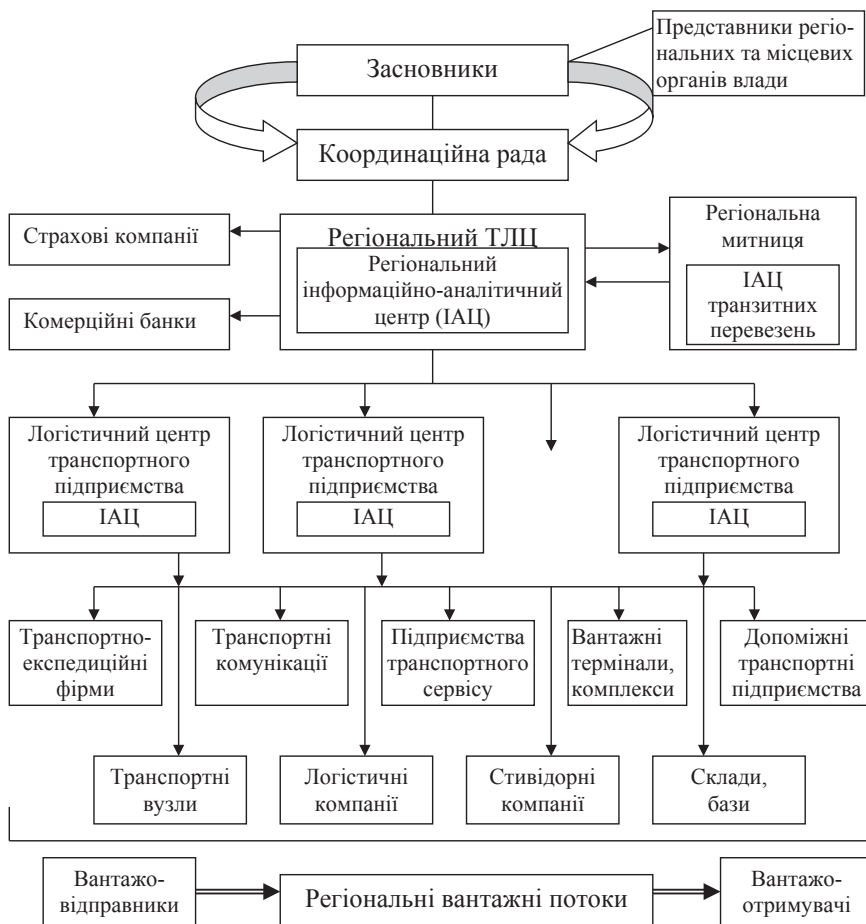 Представники регіо-
нальних та місцевих
органів влади
Засновники
Координаційна рада
Страхові компанії
Комерційні банки
Регіональний ТЛЦ
Регіональний
інформаційно-аналітичний
центр (ІАЦ)
Регіональна
митниця
ІАЦ
транзитних
перевезень
Логістичний центр
транспортного
підприємства
ІАЦ
Логістичний центр
транспортного
підприємства
ІАЦ
Логістичний центр
транспортного
підприємства
ІАЦ
Транспортно-
експедиційні
фірми
Транспортні
комунікації
Підприємства
транспортного
сервісу
Вантажні
термінали,
комплекси
Допоміжні
транспортні
підприємства
Транспортні
вузли
Логістичні
компанії
Стивідорні
компанії
Склади,
бази
Вантажо-
відправники
Регіональні вантажні потоки
Вантажо-
отримувачі